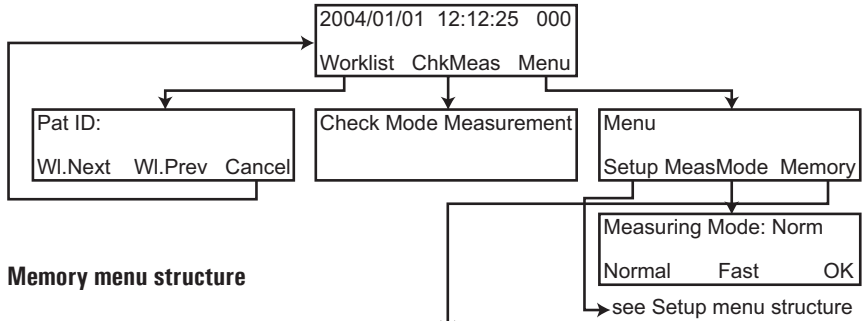 2004/01/01 12:12:25 000
Worklist ChkMeas Menu
Pat ID:
Wl.Next Wl.Prev Cancel
Check Mode Measurement
Menu
Setup MeasMode Memory
Measuring Mode: Norm
Normal Fast OK
Memory menu structure
see Setup menu structure